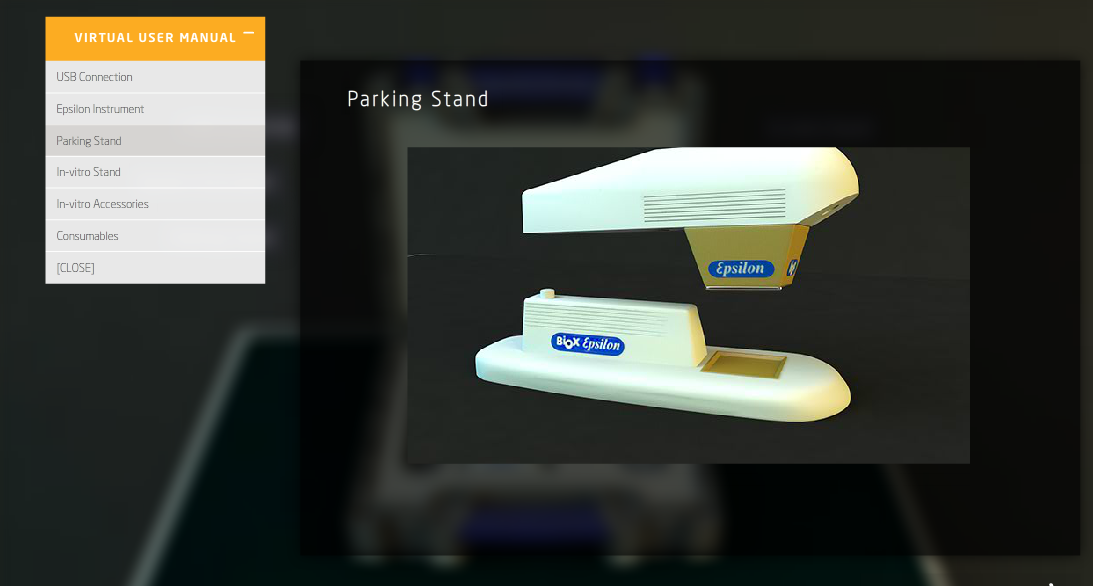 VIRTUAL USER MANUAL
USB Connection
Epsilon Instrument
Parking Stand
In-vitro Stand
In-vitro Accessories
Consumables
[CLOSE]
Parking Stand
Epsilon
BiOX Epsilon